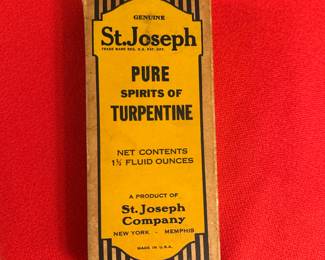 GENUINE
St.Joseph
TRADE MARK REG. U.S. PAT. OFF.
PURE
SPIRITS OF
TURPENTINE
NET CONTENTS
1½ FLUID OUNCES
A PRODUCT OF
St. Joseph
Company
NEW YORK - MEMPHIS
MADE IN U.S.A.